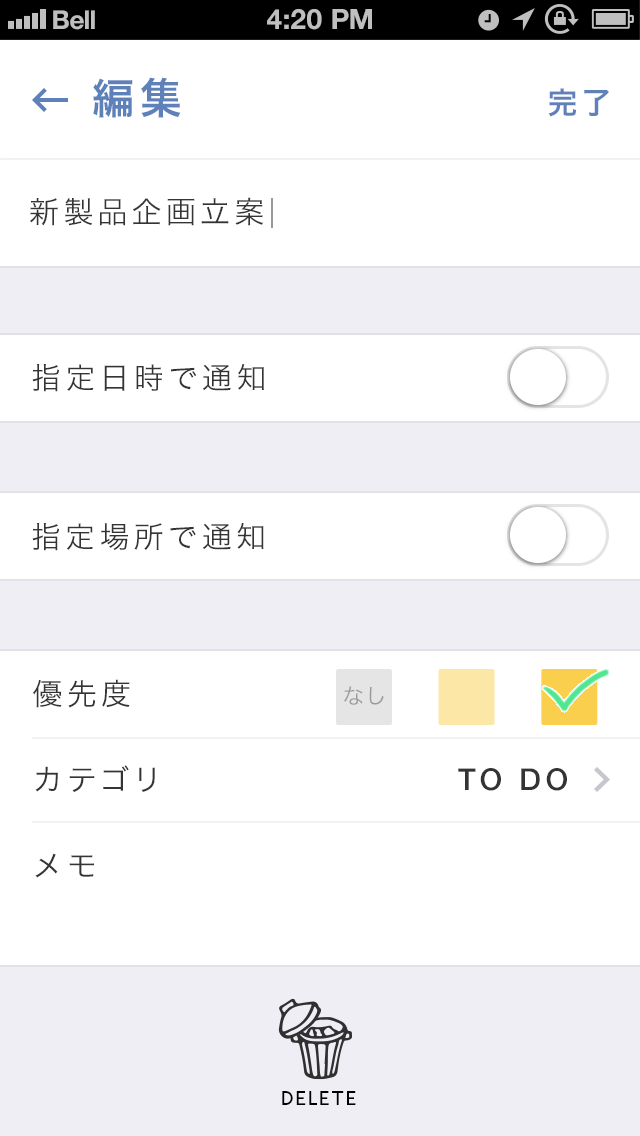 Bell 4:20 PM
編集 完了
新製品企画立案
指定日時で通知
指定場所で通知
優先度 なし
カテゴリ TO DO
メモ
DELETE